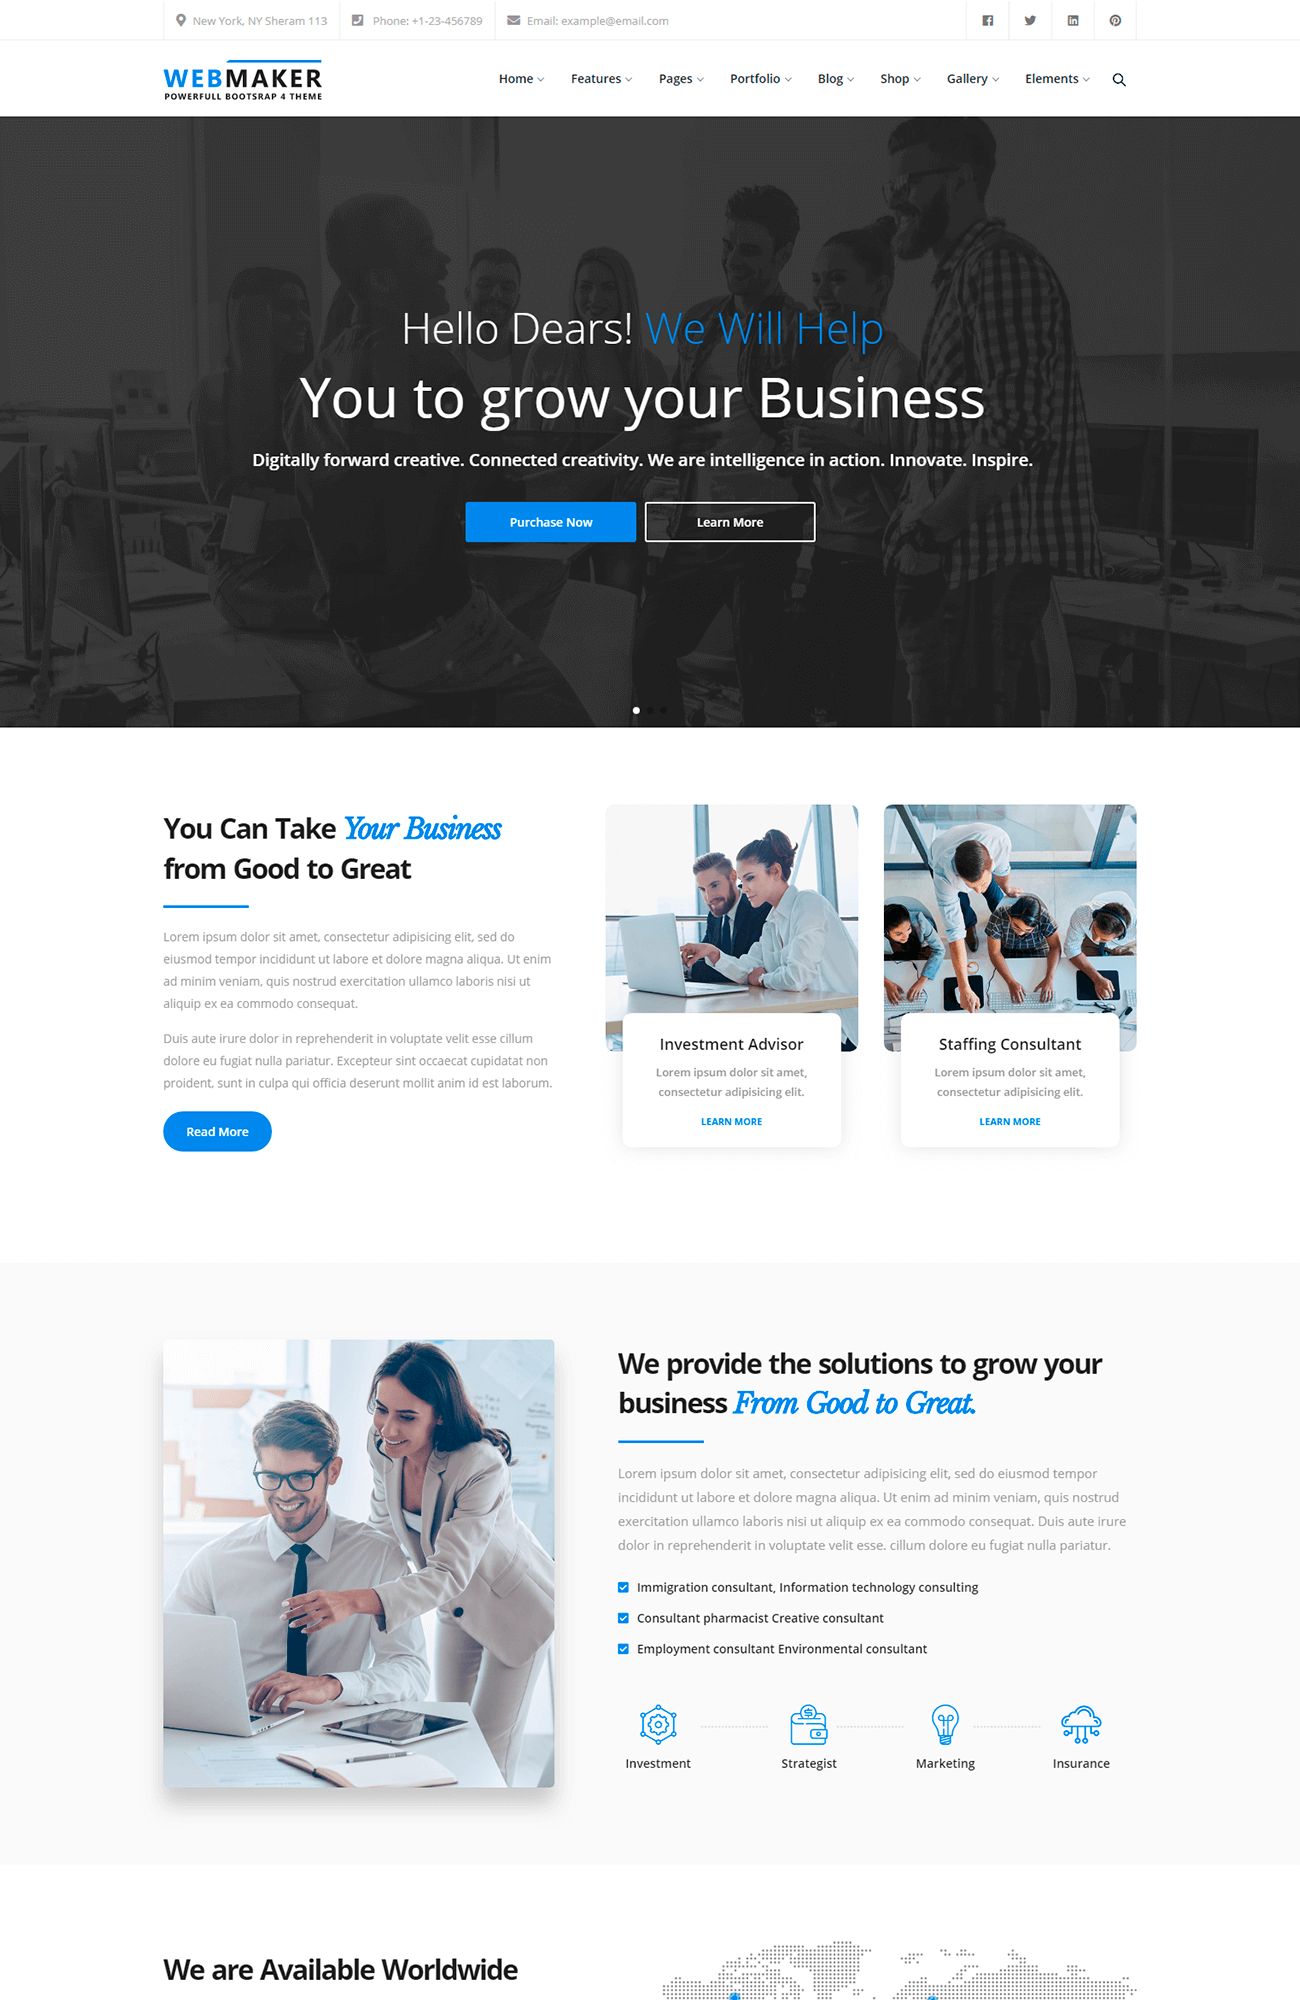 New York, NY Sheram 113 Phone: +1-23-456789 Email: example@email.com
WEBMAKER
POWERFULL BOOTSRAP 4 THEME
Home Features Pages Portfolio Blog Shop Gallery Elements
Hello Dears! We Will Help
You to grow your Business
Digitally forward creative. Connected creativity. We are intelligence in action. Innovate. Inspire.
Purchase Now Learn More
You Can Take Your Business
from Good to Great
Lorem ipsum dolor sit amet, consectetur adipisicing elit, sed do
eiusmod tempor incididunt ut labore et dolore magna aliqua. Ut enim
ad minim veniam, quis nostrud exercitation ullamco laboris nisi ut
aliquip ex ea commodo consequat.
Duis aute irure dolor in reprehenderit in voluptate velit esse cillum
dolore eu fugiat nulla pariatur. Excepteur sint occaecat cupidatat non
proident, sunt in culpa qui officia deserunt mollit anim id est laborum.
Read More
Investment Advisor
Lorem ipsum dolor sit amet,
consectetur adipisicing elit.
LEARN MORE
Staffing Consultant
Lorem ipsum dolor sit amet,
consectetur adipisicing elit.
LEARN MORE
We provide the solutions to grow your
business From Good to Great.
Lorem ipsum dolor sit amet, consectetur adipisicing elit, sed do eiusmod tempor
incididunt ut labore et dolore magna aliqua. Ut enim ad minim veniam, quis nostrud
exercitation ullamco laboris nisi ut aliquip ex ea commodo consequat. Duis aute irure
dolor in reprehenderit in voluptate velit esse. cillum dolore eu fugiat nulla pariatur.
Immigration consultant, Information technology consulting
Consultant pharmacist Creative consultant
Employment consultant Environmental consultant
Investment Strategist Marketing Insurance
We are Available Worldwide